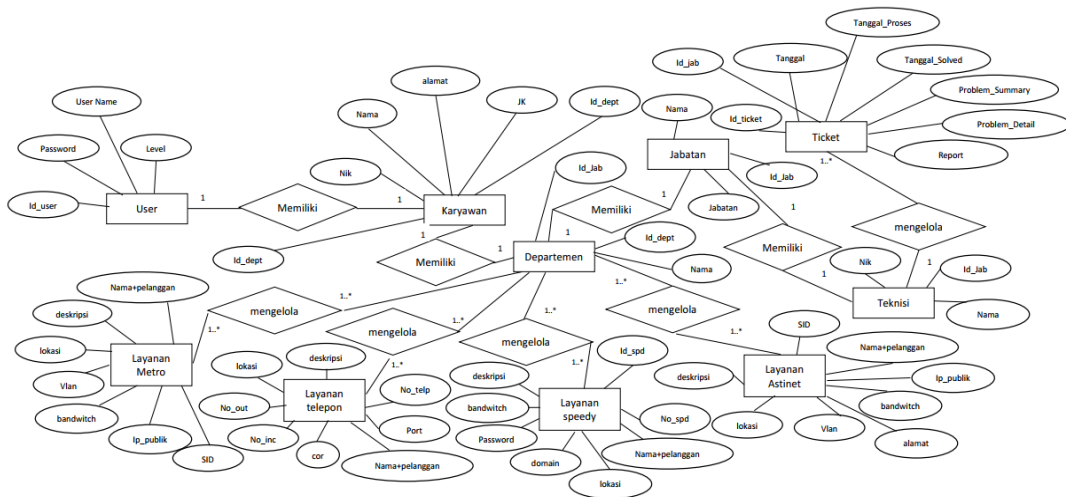 Tanggal_Proses
alamat
Tanggal
Tanggal_Solved
Id_jab
User Name
Nama
JK
Id_dept
Problem_Summary
Nama
Id_ticket
Ticket
Problem_Detail
Password
Level
Jabatan
1..*
Report
Id_Jab
Id_Jab
Nik
1
Id_user
User
1
Memiliki
1
Karyawan
Memiliki
Jabatan
1
mengelola
1
1
1
Id_dept
Memiliki
Id_dept
1
Departemen
Memiliki
Nik
1
Id_Jab
Nama
Nama+pelanggan
1..*
1
Teknisi
Nama
deskripsi
mengelola
1..*
1..*
mengelola
SID
1..*
mengelola
1..*
1..*
lokasi
Layanan
Metro
deskripsi
mengelola
Id_spd
Nama+pelanggan
lokasi
1..*
1..*
Layanan
Astinet
Vlan
No_telp
deskripsi
deskripsi
Ip_publik
Layanan
telepon
bandwitch
No_out
bandwitch
Layanan
speedy
No_spd
bandwitch
Ip_publik
No_inc
Port
Password
lokasi
Vlan
alamat
SID
cor
Nama+pelanggan
domain
Nama+pelanggan
lokasi